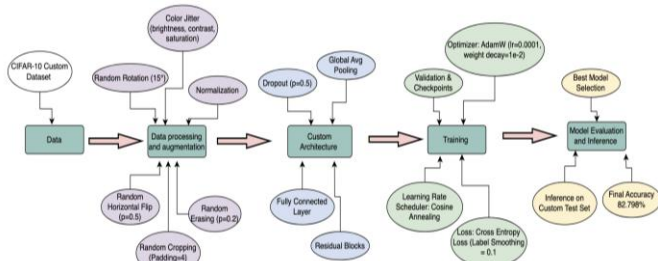 Color Jitter
(brightness, contrast,
saturation)
Optimizer: AdamW (lr=0.0001,
weight decay=1e-2)
CIFAR-10 Custom
Dataset
Global Avg
Pooling
Random Rotation (15°)
Normalization
Dropout (p=0.5)
Validation &
Checkpoints
Best Model
Selection
Data
Data processing
and augmentation
Custom
Architecture
Training
Model Evaluation
and Inference
Random
Horizontal Flip
(p=0.5)
Random
Erasing (p=0.2)
Random Cropping
(Padding=4)
Fully Connected
Layer
Residual Blocks
Learning Rate
Scheduler: Cosine
Annealing
Loss: Cross Entropy
Loss (Label Smoothing
= 0.1
Inference on
Custom Test Set
Final Accuracy
82.798%